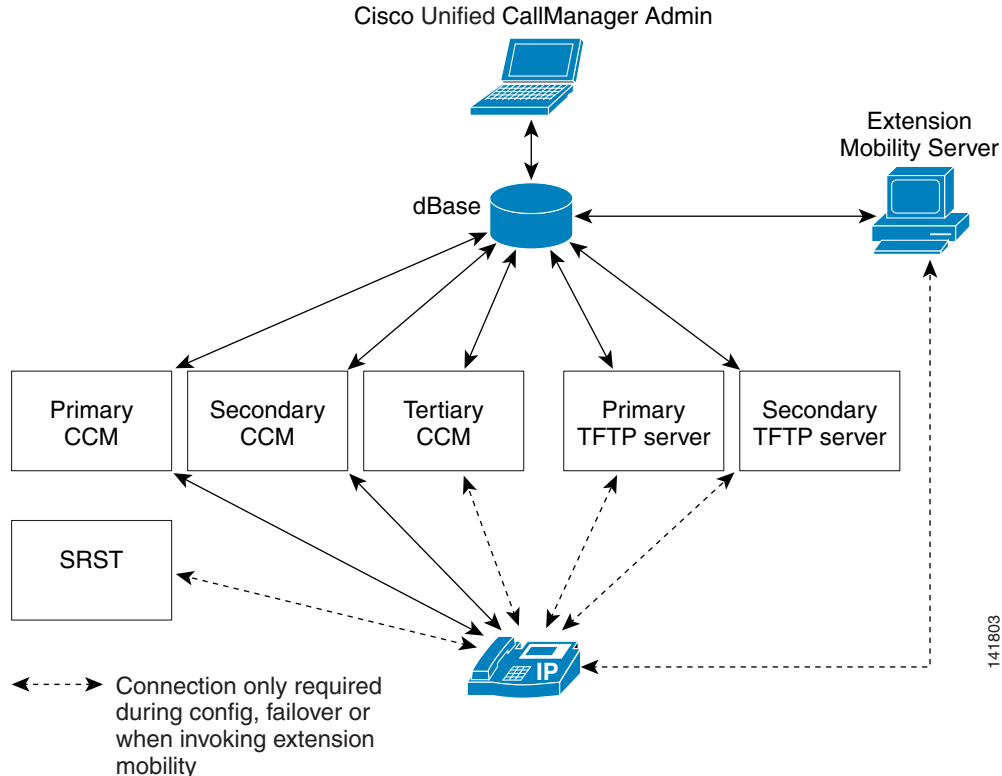 Cisco Unified CallManager Admin
Extension
Mobility Server
dBase
Primary
CCM
Secondary
CCM
Tertiary
CCM
Primary
TFTP server
Secondary
TFTP server
SRST
IP
141803
Connection only required
during config, failover or
when invoking extension
mobility